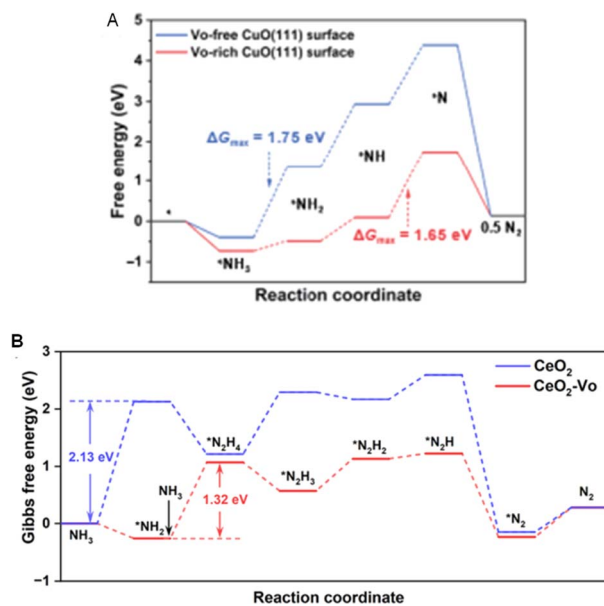 A
Vo-free CuO(111) surface
Vo-rich CuO(111) surface
Free energy (eV)
5
4
3
2
1
0
−1
ΔGmax = 1.75 eV
ΔGmax = 1.65 eV
*
*NH₃
*NH₂
*NH
*N
0.5 N₂
Reaction coordinate
B
CeO₂
CeO₂-Vo
Gibbs free energy (eV)
3
2
1
0
−1
2.13 eV
1.32 eV
NH₃
*NH₂
NH₃
*N₂H₄
*N₂H₃
*N₂H₂
*N₂H
*N₂
N₂
Reaction coordinate